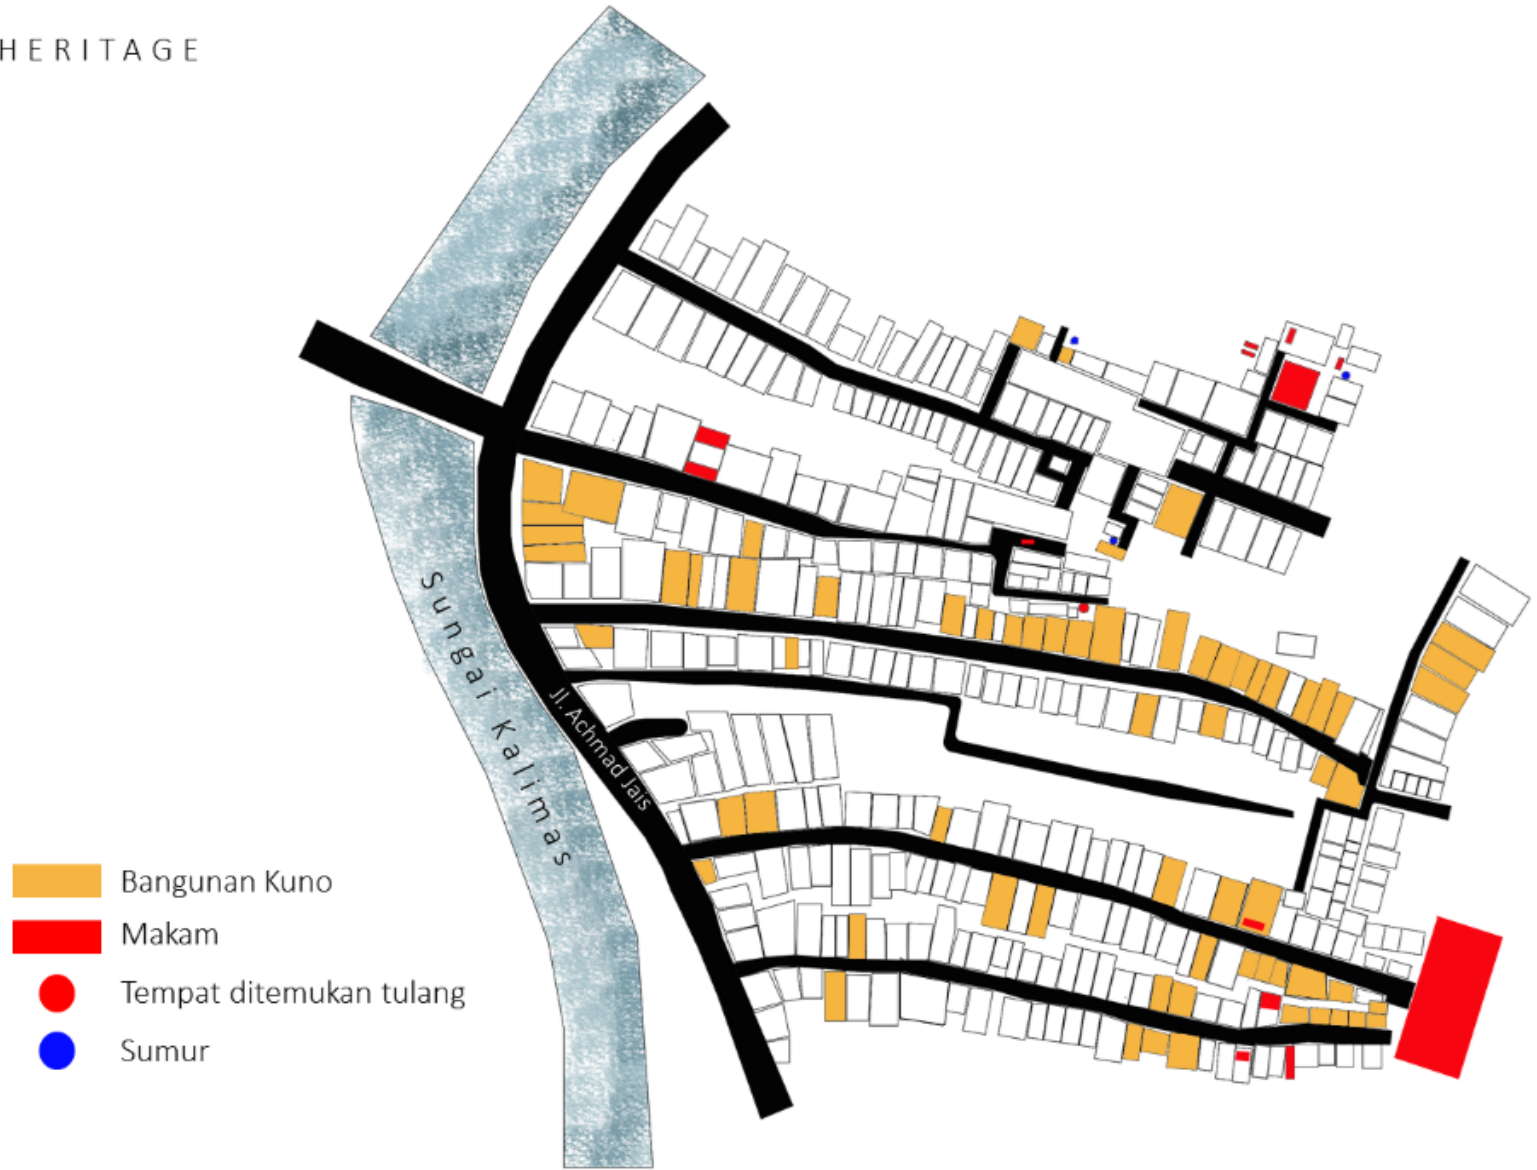 HERITAGE
Sungai Kalimas
Jl. Achmad Jais
Bangunan Kuno
Makam
Tempat ditemukan tulang
Sumur